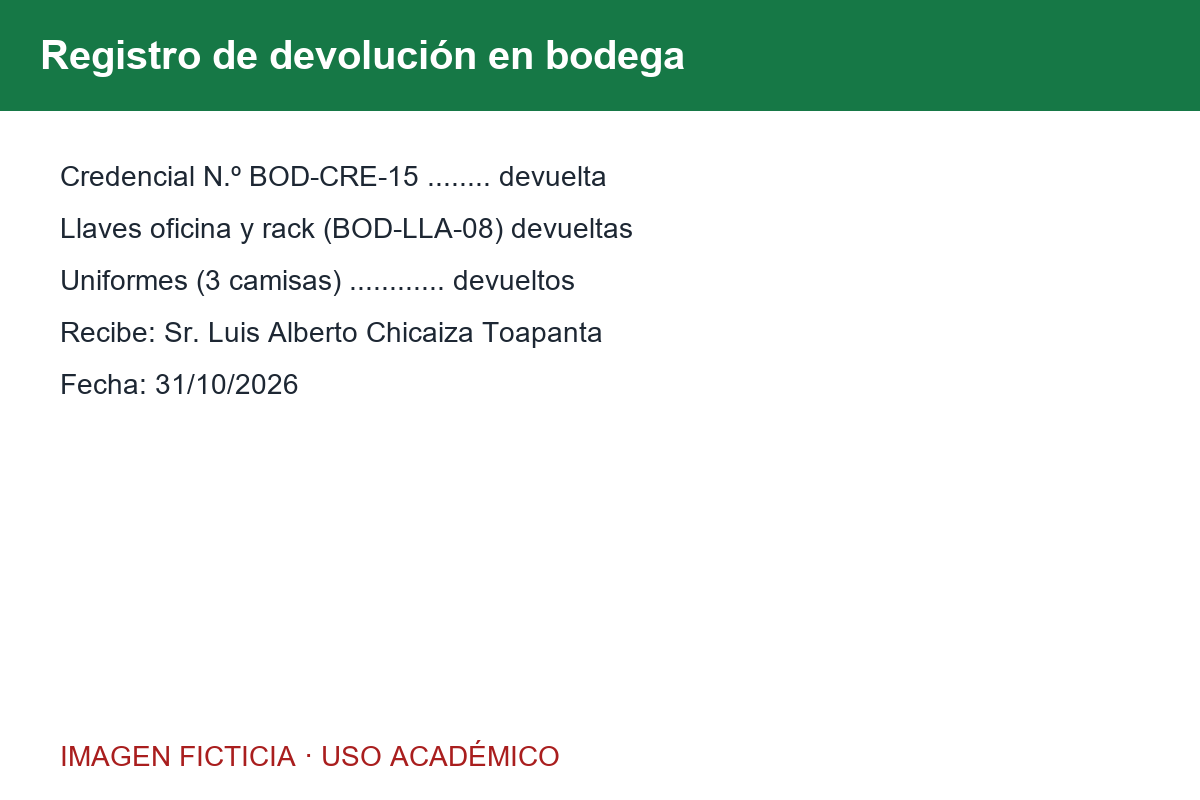 Registro de devolución en bodega
Credencial N.º BOD-CRE-15 ........ devuelta
Llaves oficina y rack (BOD-LLA-08) devueltas
Uniformes (3 camisas) ............ devueltos
Recibe: Sr. Luis Alberto Chicaiza Toapanta
Fecha: 31/10/2026
IMAGEN FICTICIA · USO ACADÉMICO